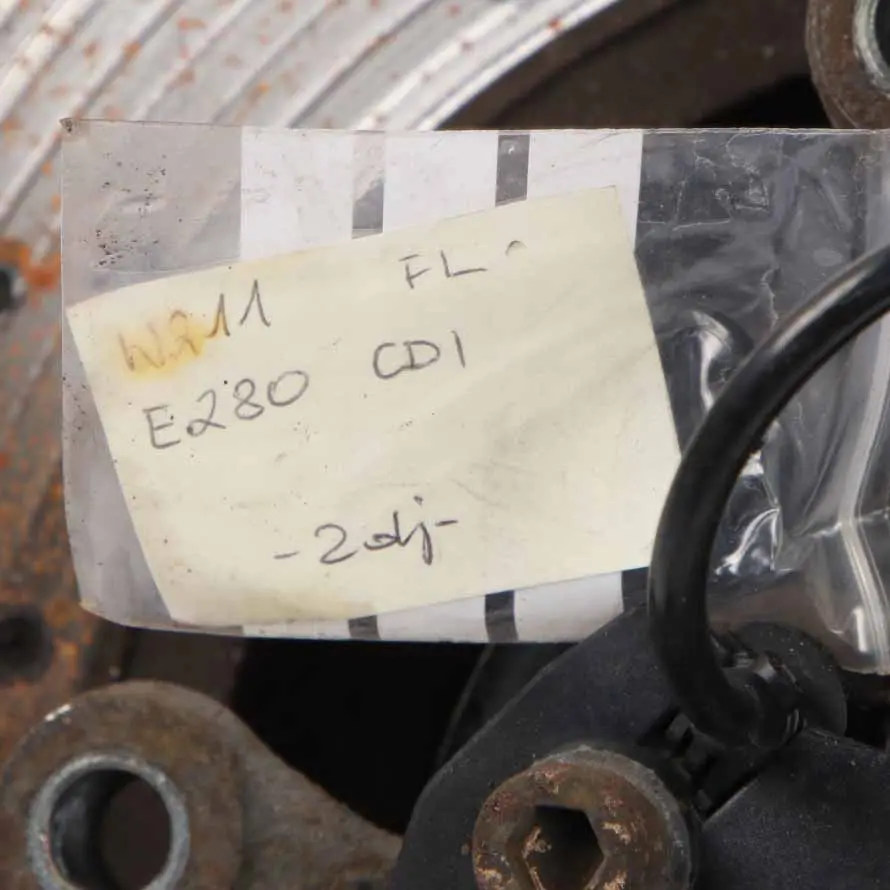 W211 FL
E280 CDI
-2dj-